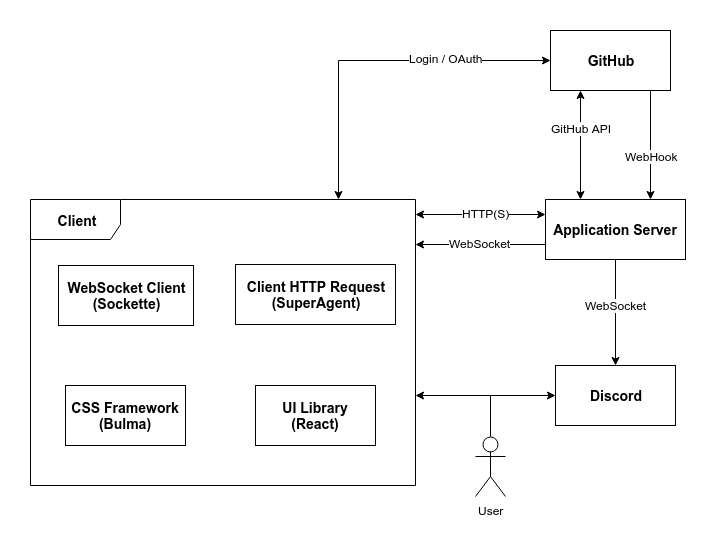 Login / OAuth
GitHub
GitHub API
WebHook
Client
HTTP(S)
Application Server
WebSocket
WebSocket Client
(Sockette)
Client HTTP Request
(SuperAgent)
WebSocket
CSS Framework
(Bulma)
UI Library
(React)
Discord
User